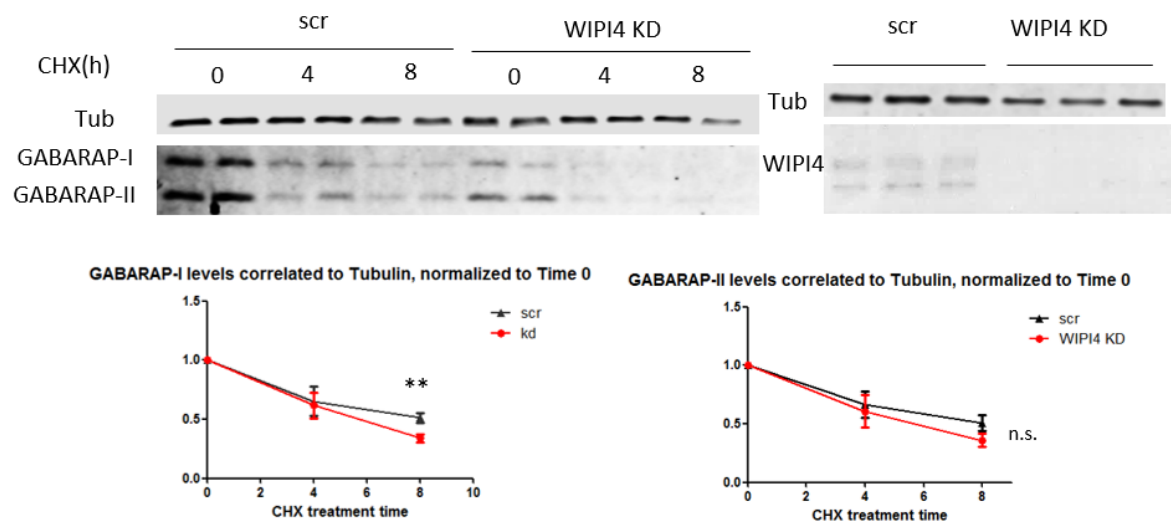 scr WIPI4 KD
CHX(h) 0 4 8 0 4 8
Tub
GABARAP-I
GABARAP-II
scr WIPI4 KD
Tub
WIPI4
GABARAP-I levels correlated to Tubulin, normalized to Time 0
1.5
1.0
0.5
0.0
0 2 4 6 8 10
CHX treatment time
scr
kd
**
GABARAP-II levels correlated to Tubulin, normalized to Time 0
1.5
1.0
0.5
0.0
0 2 4 6 8
CHX treatment time
scr
WIPI4 KD
n.s.